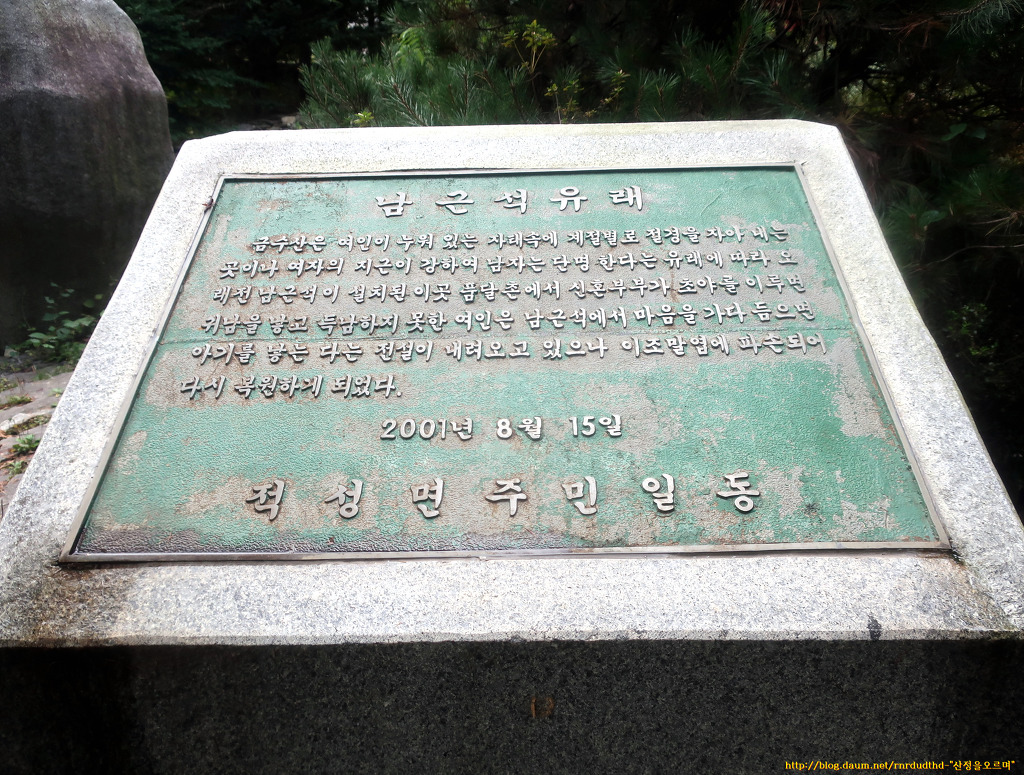 남근석유래
금수산은 여인이 누워 있는 자태속에 계절별로 절경을 자아 내는
곳이나 여자의 지근이 강하여 남자는 단명 한다는 유래에 따라 오
래전 남근석이 설치된 이곳 품달촌에서 신혼부부가 초야를 이루면
귀남을 낳고 득남하지 못한 여인은 남근석에서 마음을 가다 듬으면
아기를 낳는 다는 전설이 내려오고 있으나 이조말엽에 파손되어
다시 복원하게 되었다.
2001년 8월 15일
적성면주민일동
http://blog.daum.net/rnrdudthd-"산정을오르며"